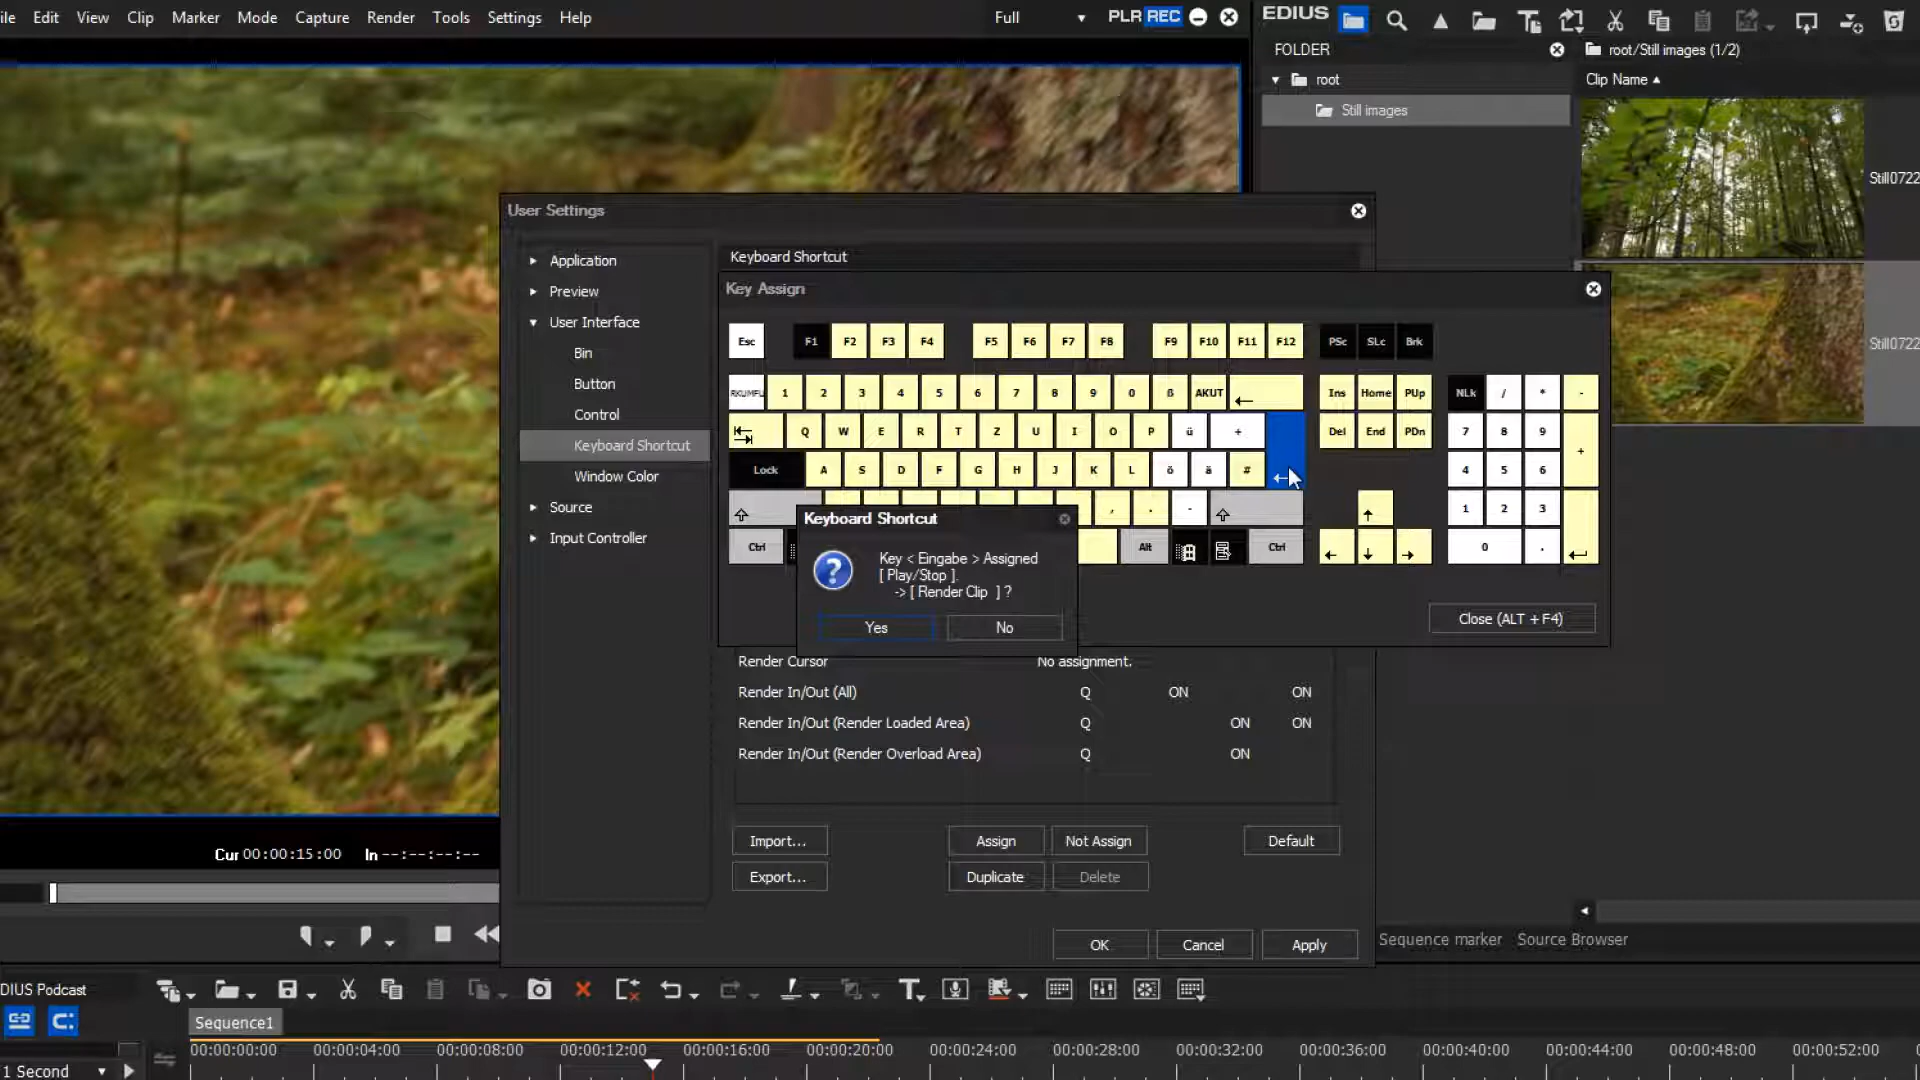 ile Edit View Clip Marker Mode Capture Render Tools Settings Help
Full
PLR REC
EDIUS
FOLDER
root
Still images
root/Still images (1/2)
Clip Name
Still0722
Still0722
User Settings
Application
Preview
User Interface
Bin
Button
Control
Keyboard Shortcut
Window Color
Source
Input Controller
Keyboard Shortcut
Key Assign
Esc F1 F2 F3 F4 F5 F6 F7 F8 F9 F10 F11 F12 PSc SLc Brk
1 2 3 4 5 6 7 8 9 0 ß AKUT Ins Home PUp NLk / * -
Q W E R T Z U I O P ü + Del End PDn 7 8 9 +
Lock A S D F G H J K L ö ä # 4 5 6
, . - 1 2 3
Ctrl Alt Ctrl 0 .
Keyboard Shortcut
Key < Eingabe > Assigned
[ Play/Stop ].
-> [ Render Clip ] ?
Yes No
Close (ALT + F4)
Render Cursor No assignment.
Render In/Out (All) Q ON ON
Render In/Out (Render Loaded Area) Q ON ON
Render In/Out (Render Overload Area) Q ON
Import... Assign Not Assign Default
Export... Duplicate Delete
OK Cancel Apply
Cur 00:00:15:00 In --:--:--:--
Sequence marker Source Browser
DIUS Podcast
Sequence1
00:00:00:00 00:00:04:00 00:00:08:00 00:00:12:00 00:00:16:00 00:00:20:00 00:00:24:00 00:00:28:00 00:00:32:00 00:00:36:00 00:00:40:00 00:00:44:00 00:00:48:00 00:00:52:00
1 Second